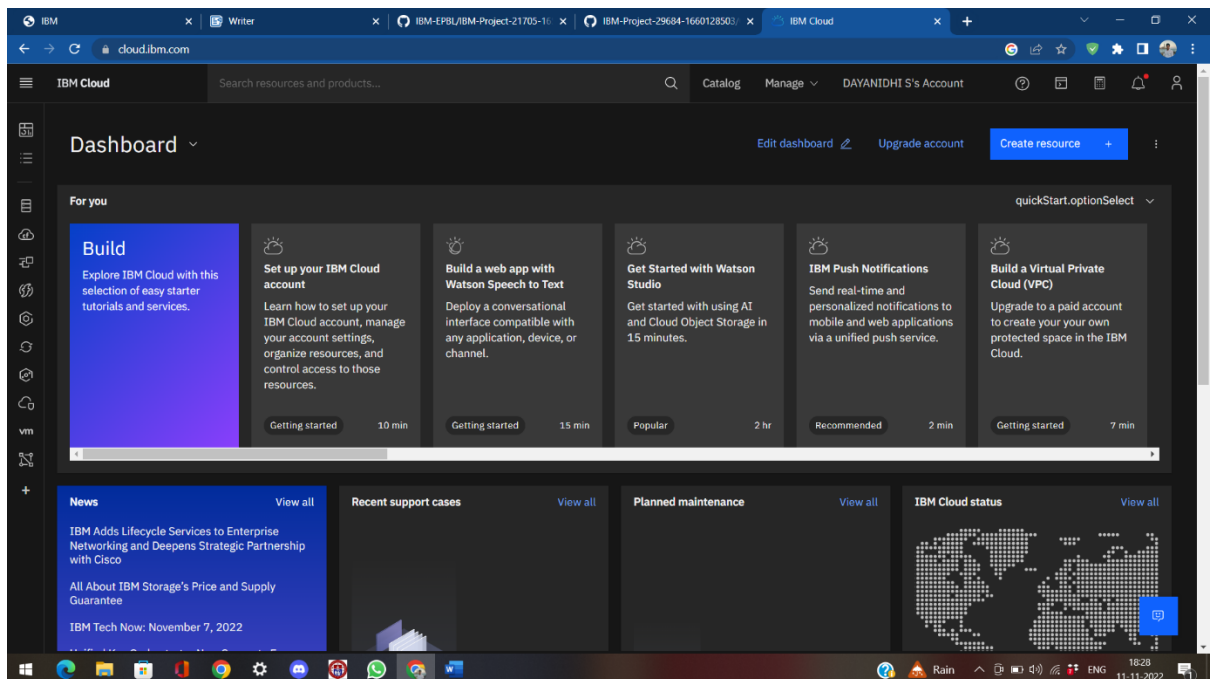 IBM
Writer
IBM-EPBL/IBM-Project-21705-16
IBM-Project-29684-1660128503/
IBM Cloud
cloud.ibm.com
IBM Cloud
Search resources and products...
Catalog
Manage
DAYANIDHI S's Account
Dashboard
Edit dashboard
Upgrade account
Create resource +
For you
quickStart.optionSelect
Build
Explore IBM Cloud with this
selection of easy starter
tutorials and services.
Set up your IBM Cloud
account
Learn how to set up your
IBM Cloud account, manage
your account settings,
organize resources, and
control access to those
resources.
Getting started
10 min
Build a web app with
Watson Speech to Text
Deploy a conversational
interface compatible with
any application, device, or
channel.
Getting started
15 min
Get Started with Watson
Studio
Get started with using AI
and Cloud Object Storage in
15 minutes.
Popular
2 hr
IBM Push Notifications
Send real-time and
personalized notifications to
mobile and web applications
via a unified push service.
Recommended
2 min
Build a Virtual Private
Cloud (VPC)
Upgrade to a paid account
to create your your own
protected space in the IBM
Cloud.
Getting started
7 min
vm
News
View all
IBM Adds Lifecycle Services to Enterprise
Networking and Deepens Strategic Partnership
with Cisco
All About IBM Storage's Price and Supply
Guarantee
IBM Tech Now: November 7, 2022
Recent support cases
View all
Planned maintenance
View all
IBM Cloud status
View all
Rain
ENG
18:28
11-11-2022